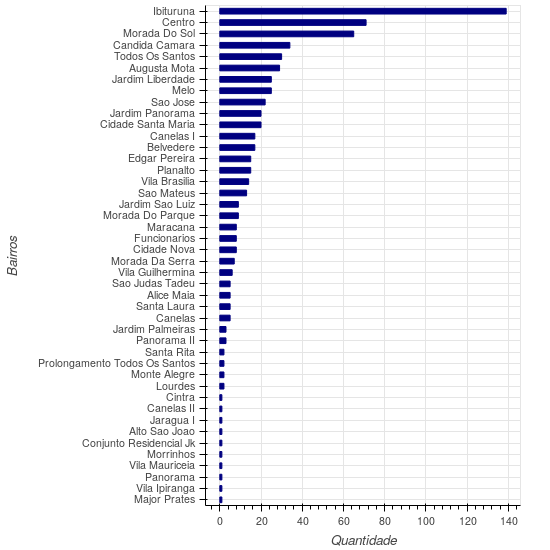 Ibituruna
Centro
Morada Do Sol
Candida Camara
Todos Os Santos
Augusta Mota
Jardim Liberdade
Melo
Sao Jose
Jardim Panorama
Cidade Santa Maria
Canelas I
Belvedere
Edgar Pereira
Planalto
Vila Brasilia
Sao Mateus
Jardim Sao Luiz
Morada Do Parque
Maracana
Funcionarios
Cidade Nova
Morada Da Serra
Vila Guilhermina
Sao Judas Tadeu
Alice Maia
Santa Laura
Canelas
Jardim Palmeiras
Panorama II
Santa Rita
Prolongamento Todos Os Santos
Monte Alegre
Lourdes
Cintra
Canelas II
Jaragua I
Alto Sao Joao
Conjunto Residencial Jk
Morrinhos
Vila Mauriceia
Panorama
Vila Ipiranga
Major Prates
Bairros
0 20 40 60 80 100 120 140
Quantidade